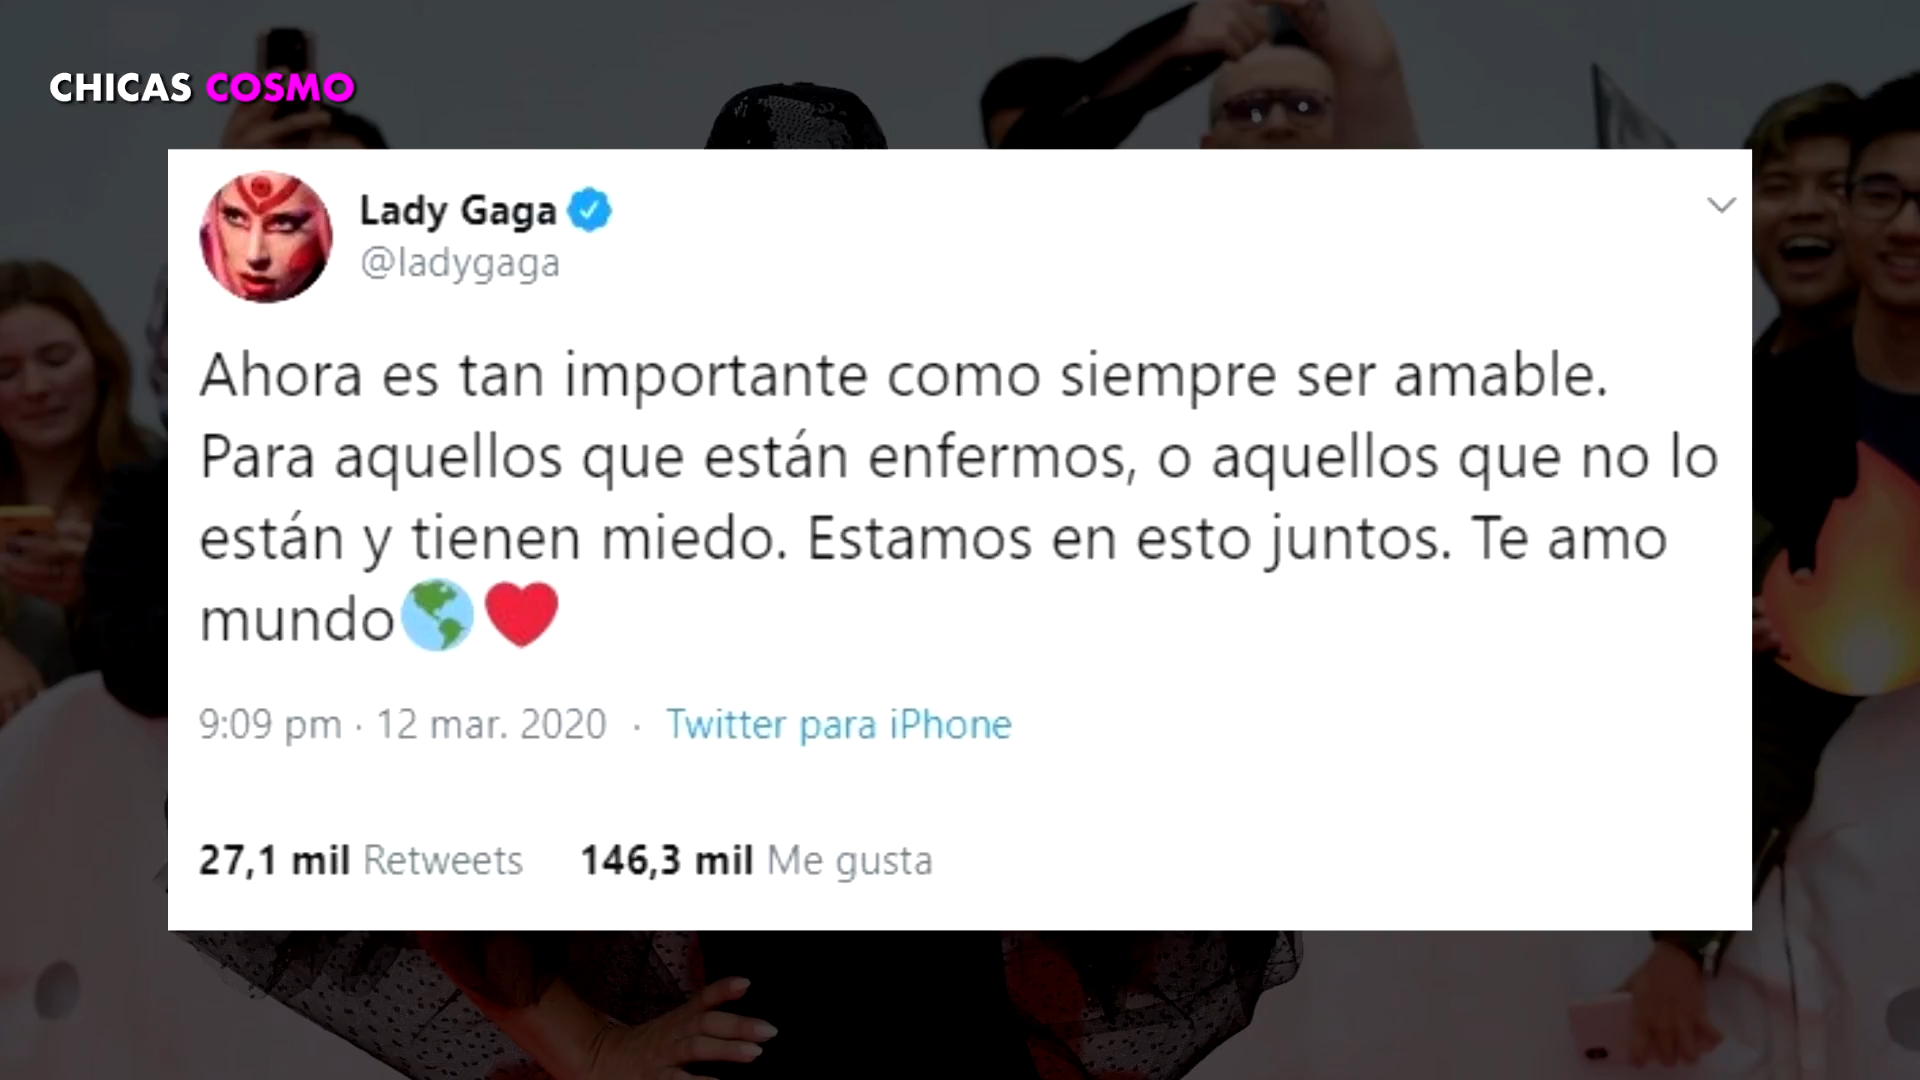 CHICAS COSMO
Lady Gaga
@ladygaga
Ahora es tan importante como siempre ser amable.
Para aquellos que están enfermos, o aquellos que no lo
están y tienen miedo. Estamos en esto juntos. Te amo
mundo🌎❤️
9:09 pm · 12 mar. 2020 · Twitter para iPhone
27,1 mil Retweets 146,3 mil Me gusta